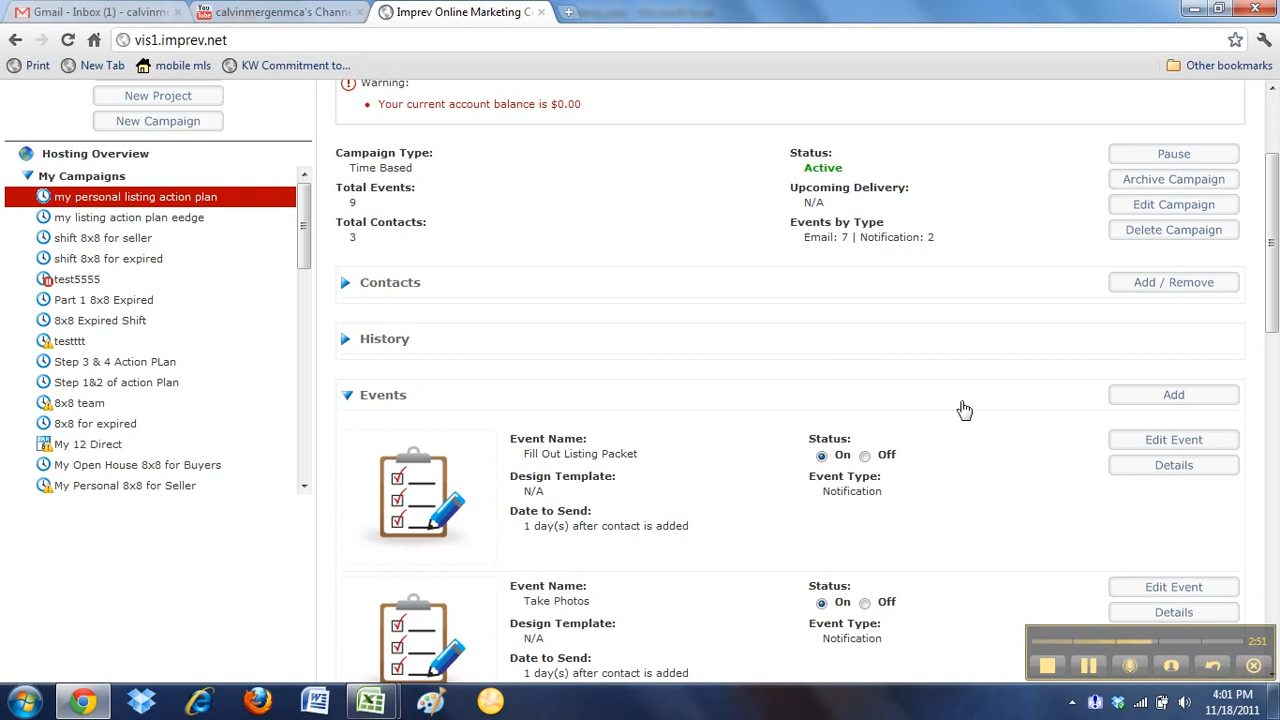 Gmail - Inbox (1) - calvinme
calvinmergenmca's Channe
Imprev Online Marketing C
vis1.imprev.net
Print
New Tab
mobile mls
KW Commitment to...
Other bookmarks
New Project
New Campaign
Hosting Overview
My Campaigns
my personal listing action plan
my listing action plan eedge
shift 8x8 for seller
shift 8x8 for expired
test5555
Part 1 8x8 Expired
8x8 Expired Shift
testttt
Step 3 & 4 Action PLan
Step 1&2 of action Plan
8x8 team
8x8 for expired
My 12 Direct
My Open House 8x8 for Buyers
My Personal 8x8 for Seller
Warning:
Your current account balance is $0.00
Campaign Type:
Time Based
Total Events:
9
Total Contacts:
3
Status:
Active
Upcoming Delivery:
N/A
Events by Type
Email: 7 | Notification: 2
Pause
Archive Campaign
Edit Campaign
Delete Campaign
Contacts
Add / Remove
History
Events
Add
Event Name:
Fill Out Listing Packet
Design Template:
N/A
Date to Send:
1 day(s) after contact is added
Status:
On Off
Event Type:
Notification
Edit Event
Details
Event Name:
Take Photos
Design Template:
N/A
Date to Send:
1 day(s) after contact is added
Status:
On Off
Event Type:
Notification
Edit Event
Details
2:51
4:01 PM
11/18/2011